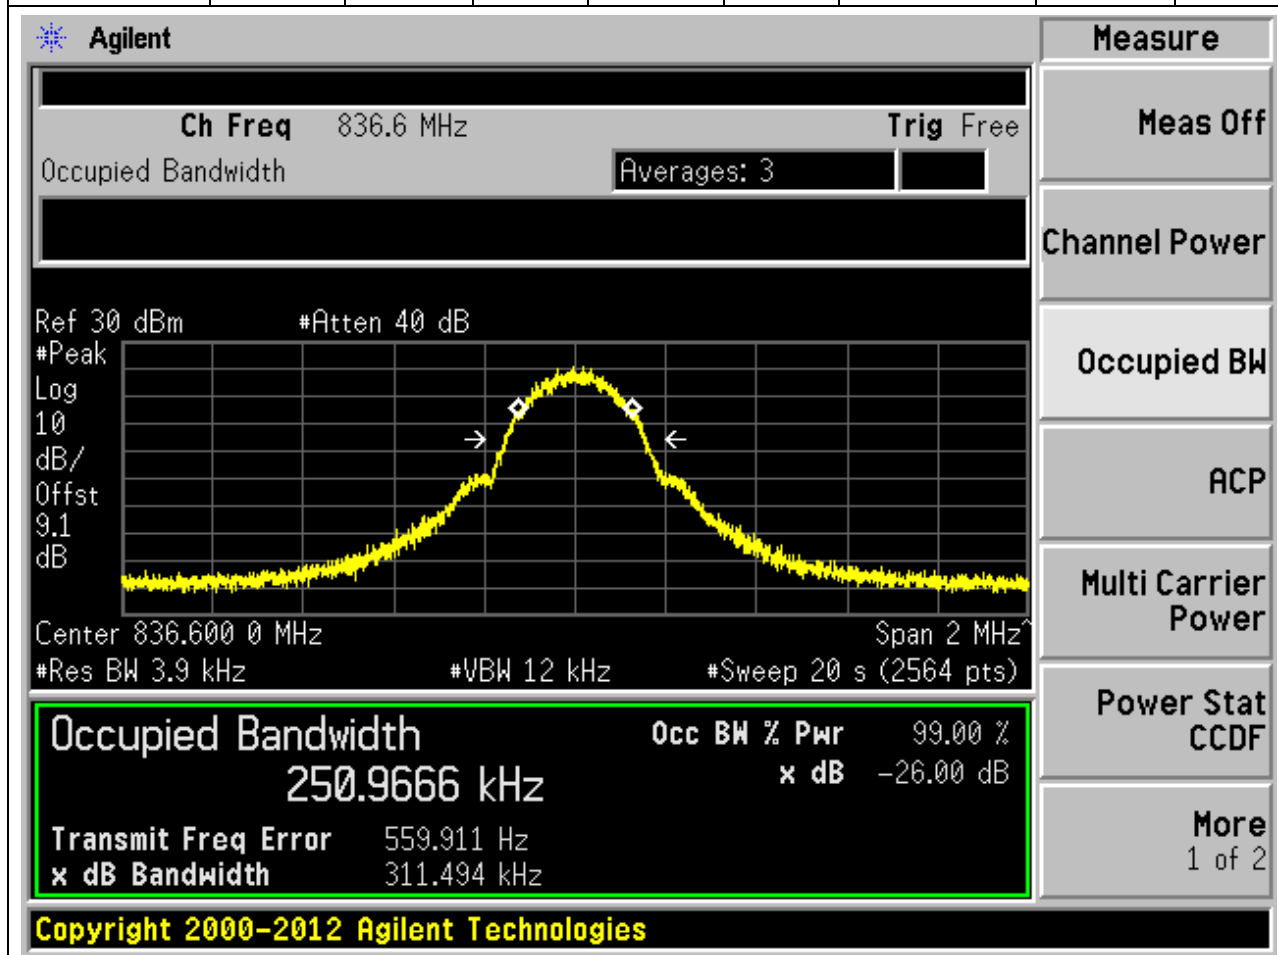 Agilent
Measure
Ch Freq 836.6 MHz Trig Free
Occupied Bandwidth Averages: 3
Meas Off
Channel Power
Occupied BW
ACP
Multi Carrier
Power
Power Stat
CCDF
More
1 of 2
Ref 30 dBm #Atten 40 dB
#Peak
Log
10
dB/
Offst
9.1
dB
Center 836.600 0 MHz Span 2 MHz^
#Res BW 3.9 kHz #VBW 12 kHz #Sweep 20 s (2564 pts)
Occupied Bandwidth Occ BW % Pwr 99.00 %
250.9666 kHz x dB -26.00 dB
Transmit Freq Error 559.911 Hz
x dB Bandwidth 311.494 kHz
Copyright 2000-2012 Agilent Technologies